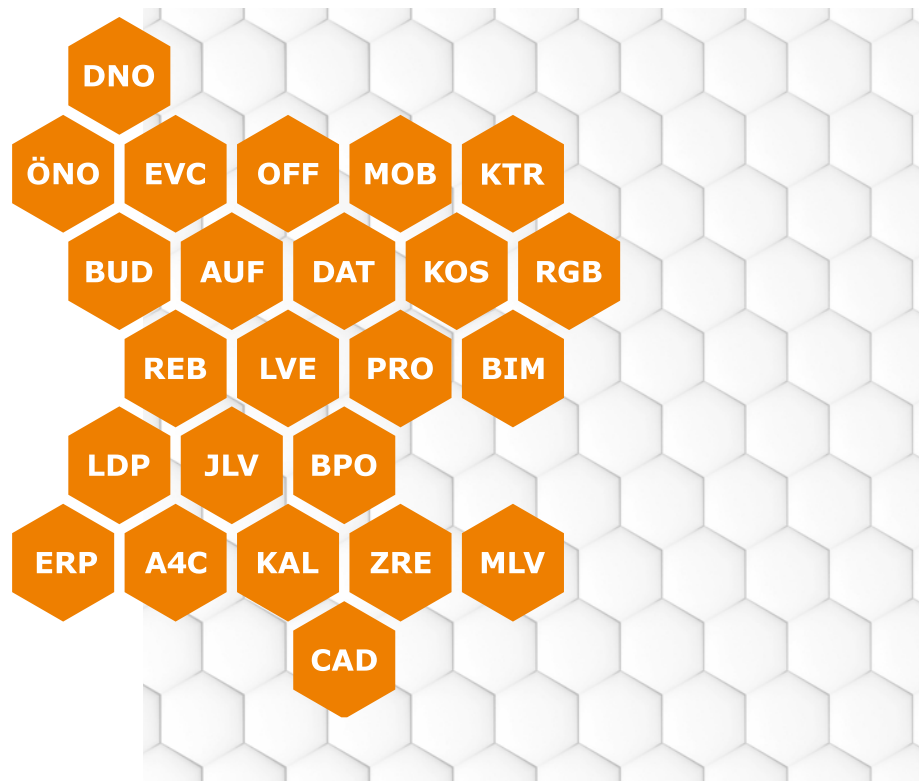 DNO
ÖNO EVC OFF MOB KTR
BUD AUF DAT KOS RGB
REB LVE PRO BIM
LDP JLV BPO
ERP A4C KAL ZRE MLV
CAD